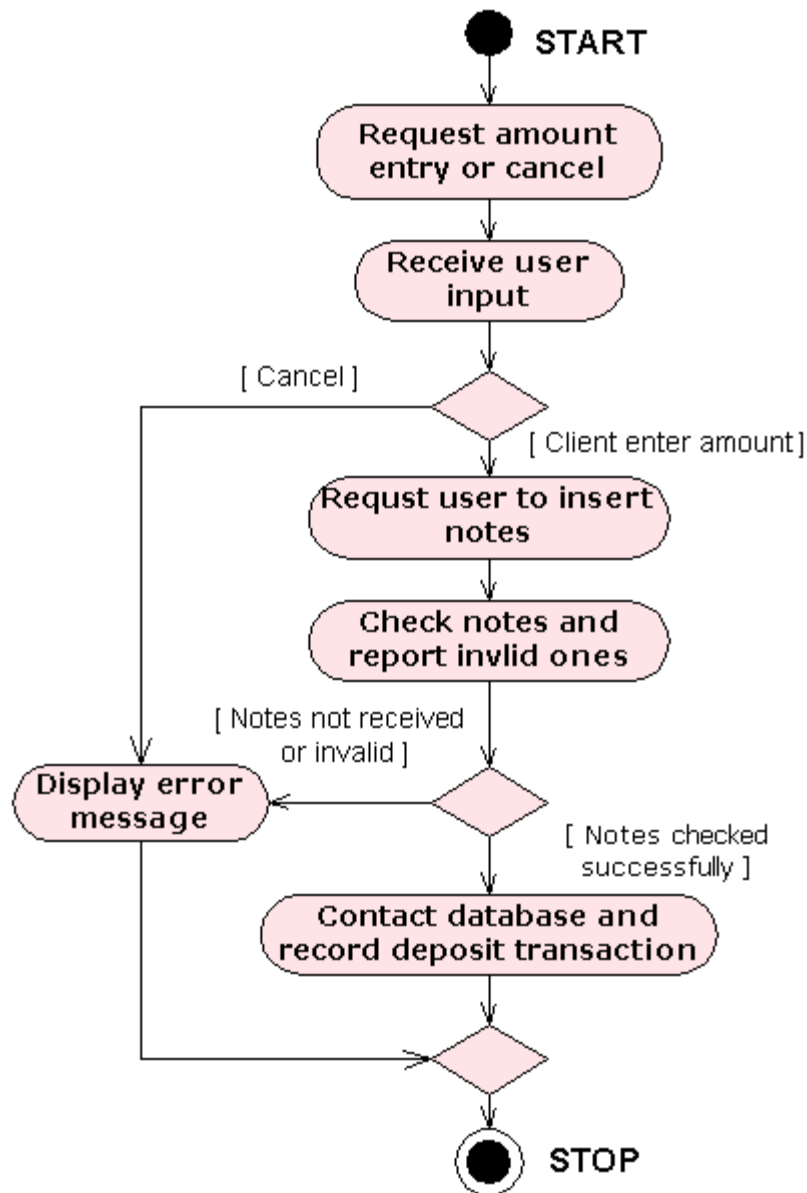 START
Request amount
entry or cancel
Receive user
input
[ Cancel ]
[ Client enter amount]
Requst user to insert
notes
Check notes and
report invlid ones
[ Notes not received
or invalid ]
Display error
message
[ Notes checked
successfully ]
Contact database and
record deposit transaction
STOP